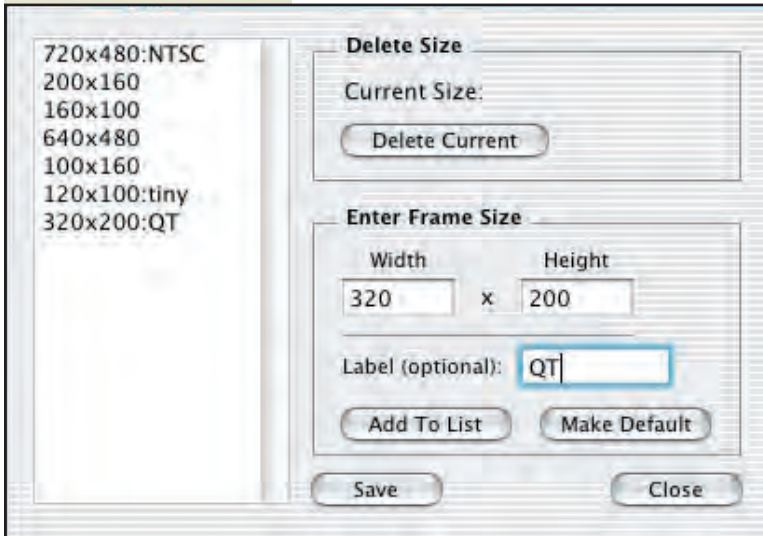 720x480:NTSC
200x160
160x100
640x480
100x160
120x100:tiny
320x200:QT
Delete Size
Current Size:
Delete Current
Enter Frame Size
Width Height
320 x 200
Label (optional): QT
Add To List Make Default
Save Close